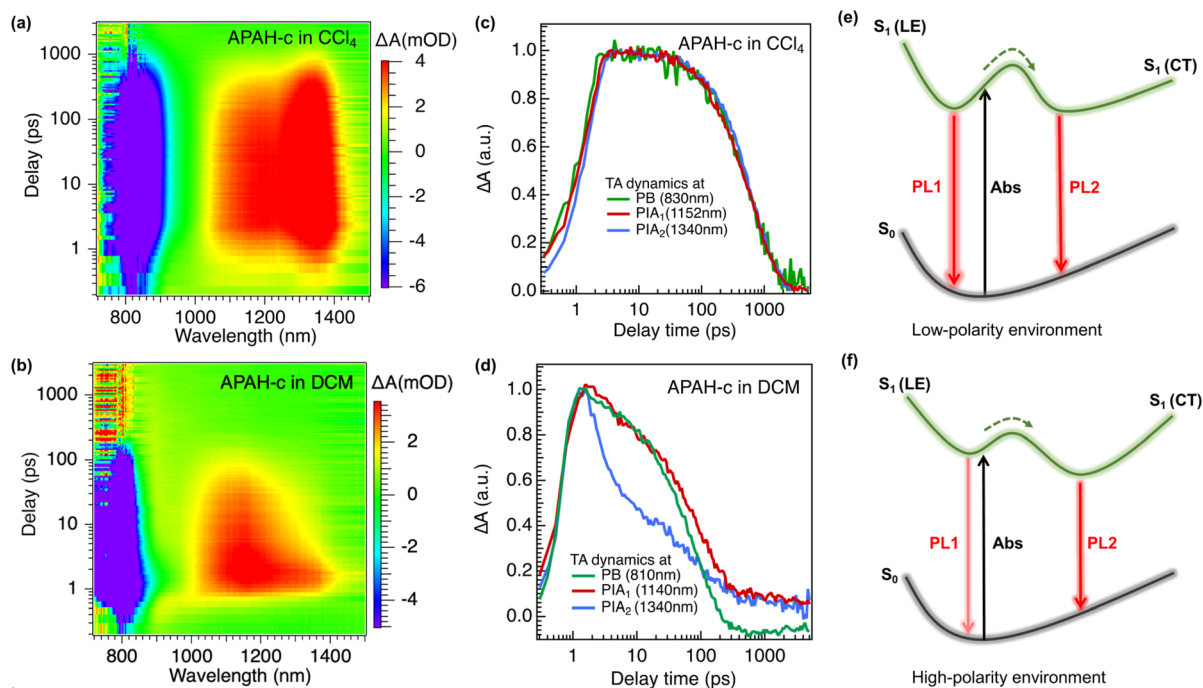 (a)
APAH-c in CCl4
ΔA(mOD)
1000
100
10
1
Delay (ps)
800
1000
1200
1400
Wavelength (nm)
4
2
0
-2
-4
-6
(c)
APAH-c in CCl4
1.0
0.8
0.6
0.4
0.2
0.0
ΔA (a.u.)
TA dynamics at
PB (830nm)
PIA1 (1152nm)
PIA2 (1340nm)
1
10
100
1000
Delay time (ps)
(e)
S1 (LE)
S1 (CT)
PL1
Abs
PL2
S0
Low-polarity environment
(b)
APAH-c in DCM
ΔA(mOD)
1000
100
10
1
Delay (ps)
800
1000
1200
1400
Wavelength (nm)
2
0
-2
-4
(d)
APAH-c in DCM
1.0
0.8
0.6
0.4
0.2
0.0
ΔA (a.u.)
TA dynamics at
PB (810nm)
PIA1 (1140nm)
PIA2 (1340nm)
1
10
100
1000
Delay time (ps)
(f)
S1 (LE)
S1 (CT)
PL1
Abs
PL2
S0
High-polarity environment